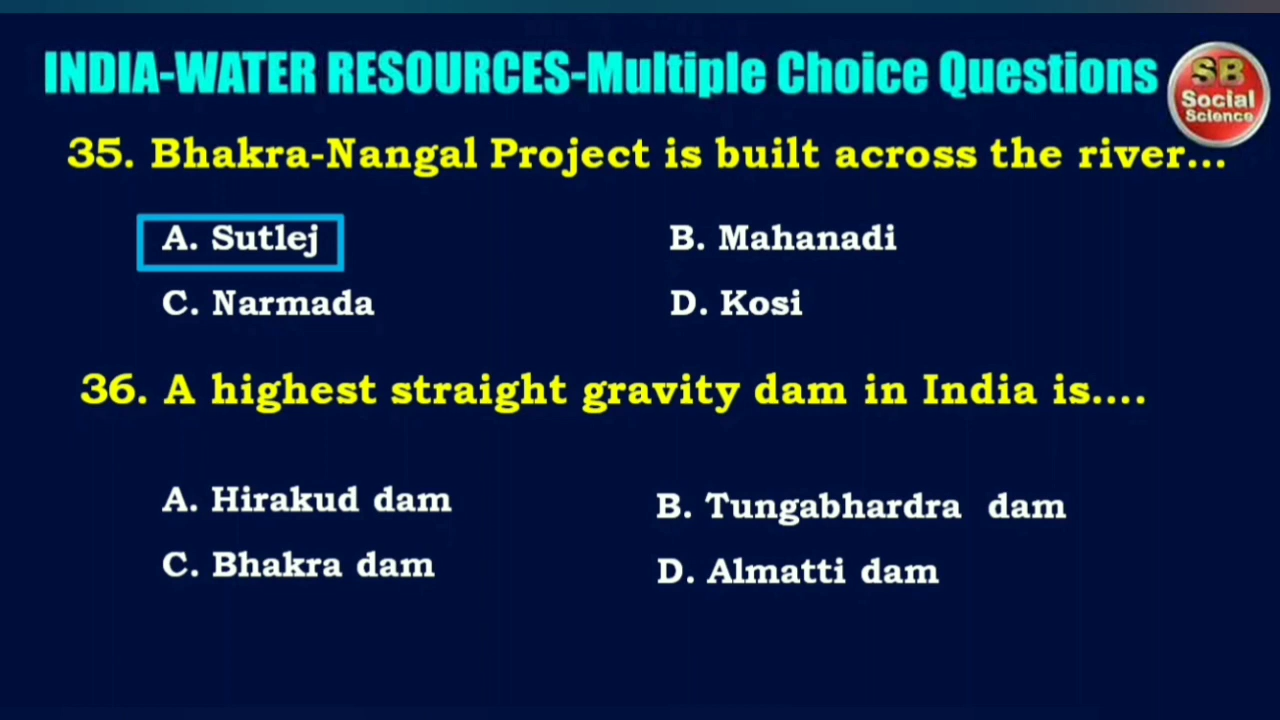 INDIA-WATER RESOURCES-Multiple Choice Questions
SB
Social
Science
35. Bhakra-Nangal Project is built across the river...
A. Sutlej
B. Mahanadi
C. Narmada
D. Kosi
36. A highest straight gravity dam in India is....
A. Hirakud dam
B. Tungabhardra dam
C. Bhakra dam
D. Almatti dam